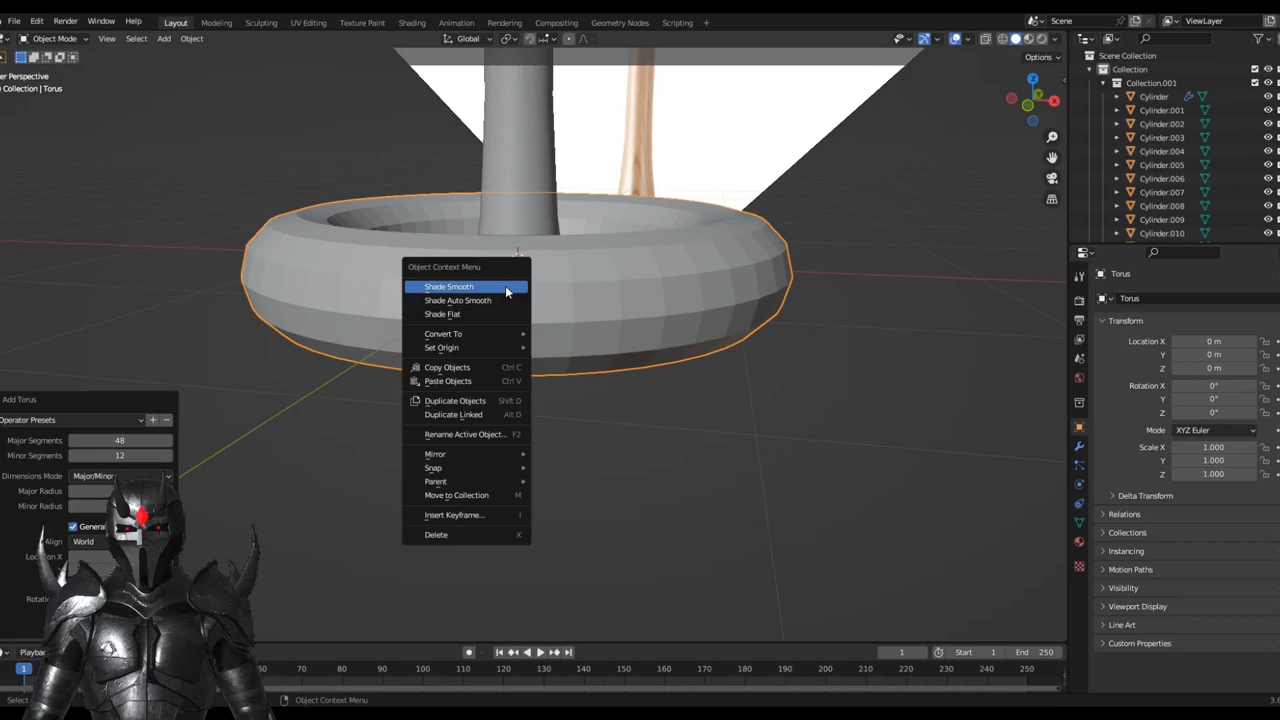 File Edit Render Window Help Layout Modeling Sculpting UV Editing Texture Paint Shading Animation Rendering Compositing Geometry Nodes Scripting + Scene ViewLayer
Object Mode View Select Add Object Global
Options
er Perspective
) Collection | Torus
Scene Collection
Collection
Collection.001
Cylinder
Cylinder.001
Cylinder.002
Cylinder.003
Cylinder.004
Cylinder.005
Cylinder.006
Cylinder.007
Cylinder.008
Cylinder.009
Cylinder.010
Z
Y
X
Object Context Menu
Shade Smooth
Shade Auto Smooth
Shade Flat
Convert To
Set Origin
Copy Objects Ctrl C
Paste Objects Ctrl V
Duplicate Objects Shift D
Duplicate Linked Alt D
Rename Active Object... F2
Mirror
Snap
Parent
Move to Collection M
Insert Keyframe... I
Delete X
Add Torus
Operator Presets
Major Segments 48
Minor Segments 12
Dimensions Mode Major/Minor
Major Radius
Minor Radius
General
Align World
Location X
Rotatio
Torus
Torus
Transform
Location X 0 m
Y 0 m
Z 0 m
Rotation X 0°
Y 0°
Z 0°
Mode XYZ Euler
Scale X 1.000
Y 1.000
Z 1.000
Delta Transform
Relations
Collections
Instancing
Motion Paths
Visibility
Viewport Display
Line Art
Custom Properties
Playback 1 Start 1 End 250
1 50 60 70 80 90 100 110 120 130 140 150 160 170 180 190 200 210 220 230 240 250
Select Object Context Menu 3.